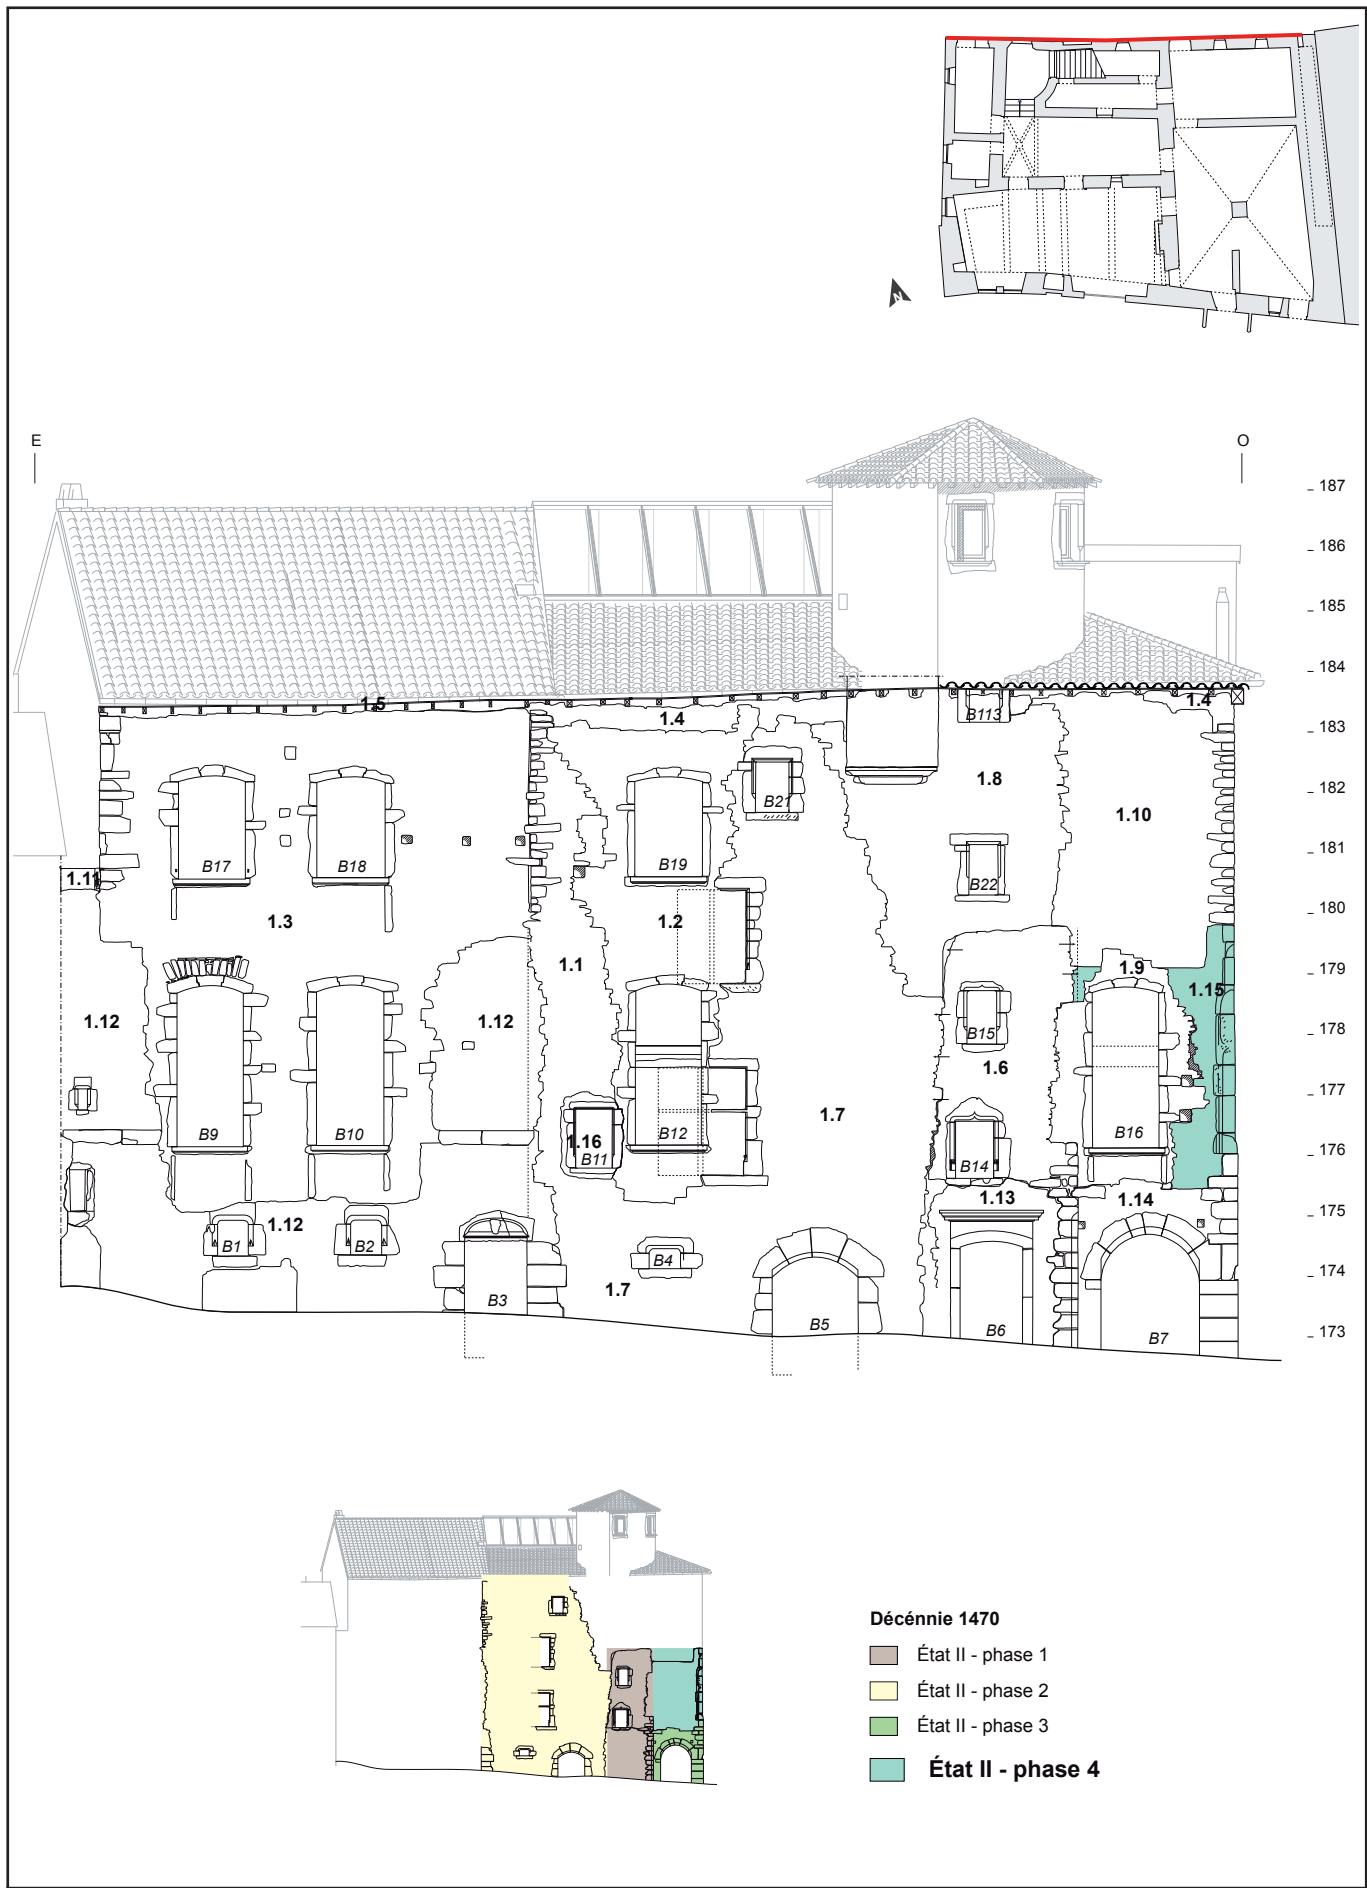 N
E
O
187
186
185
184
183
182
181
180
179
178
177
176
175
174
173
1.5
1.4
1.4
B113
B21
1.8
1.10
B17
B18
B19
B22
1.11
1.3
1.2
1.1
1.9
1.15
1.12
1.12
B15
1.6
B9
B10
1.16
B11
B12
1.7
B16
B14
1.13
1.14
1.12
B1
B2
B3
B4
1.7
B5
B6
B7
Décénnie 1470
État II - phase 1
État II - phase 2
État II - phase 3
État II - phase 4